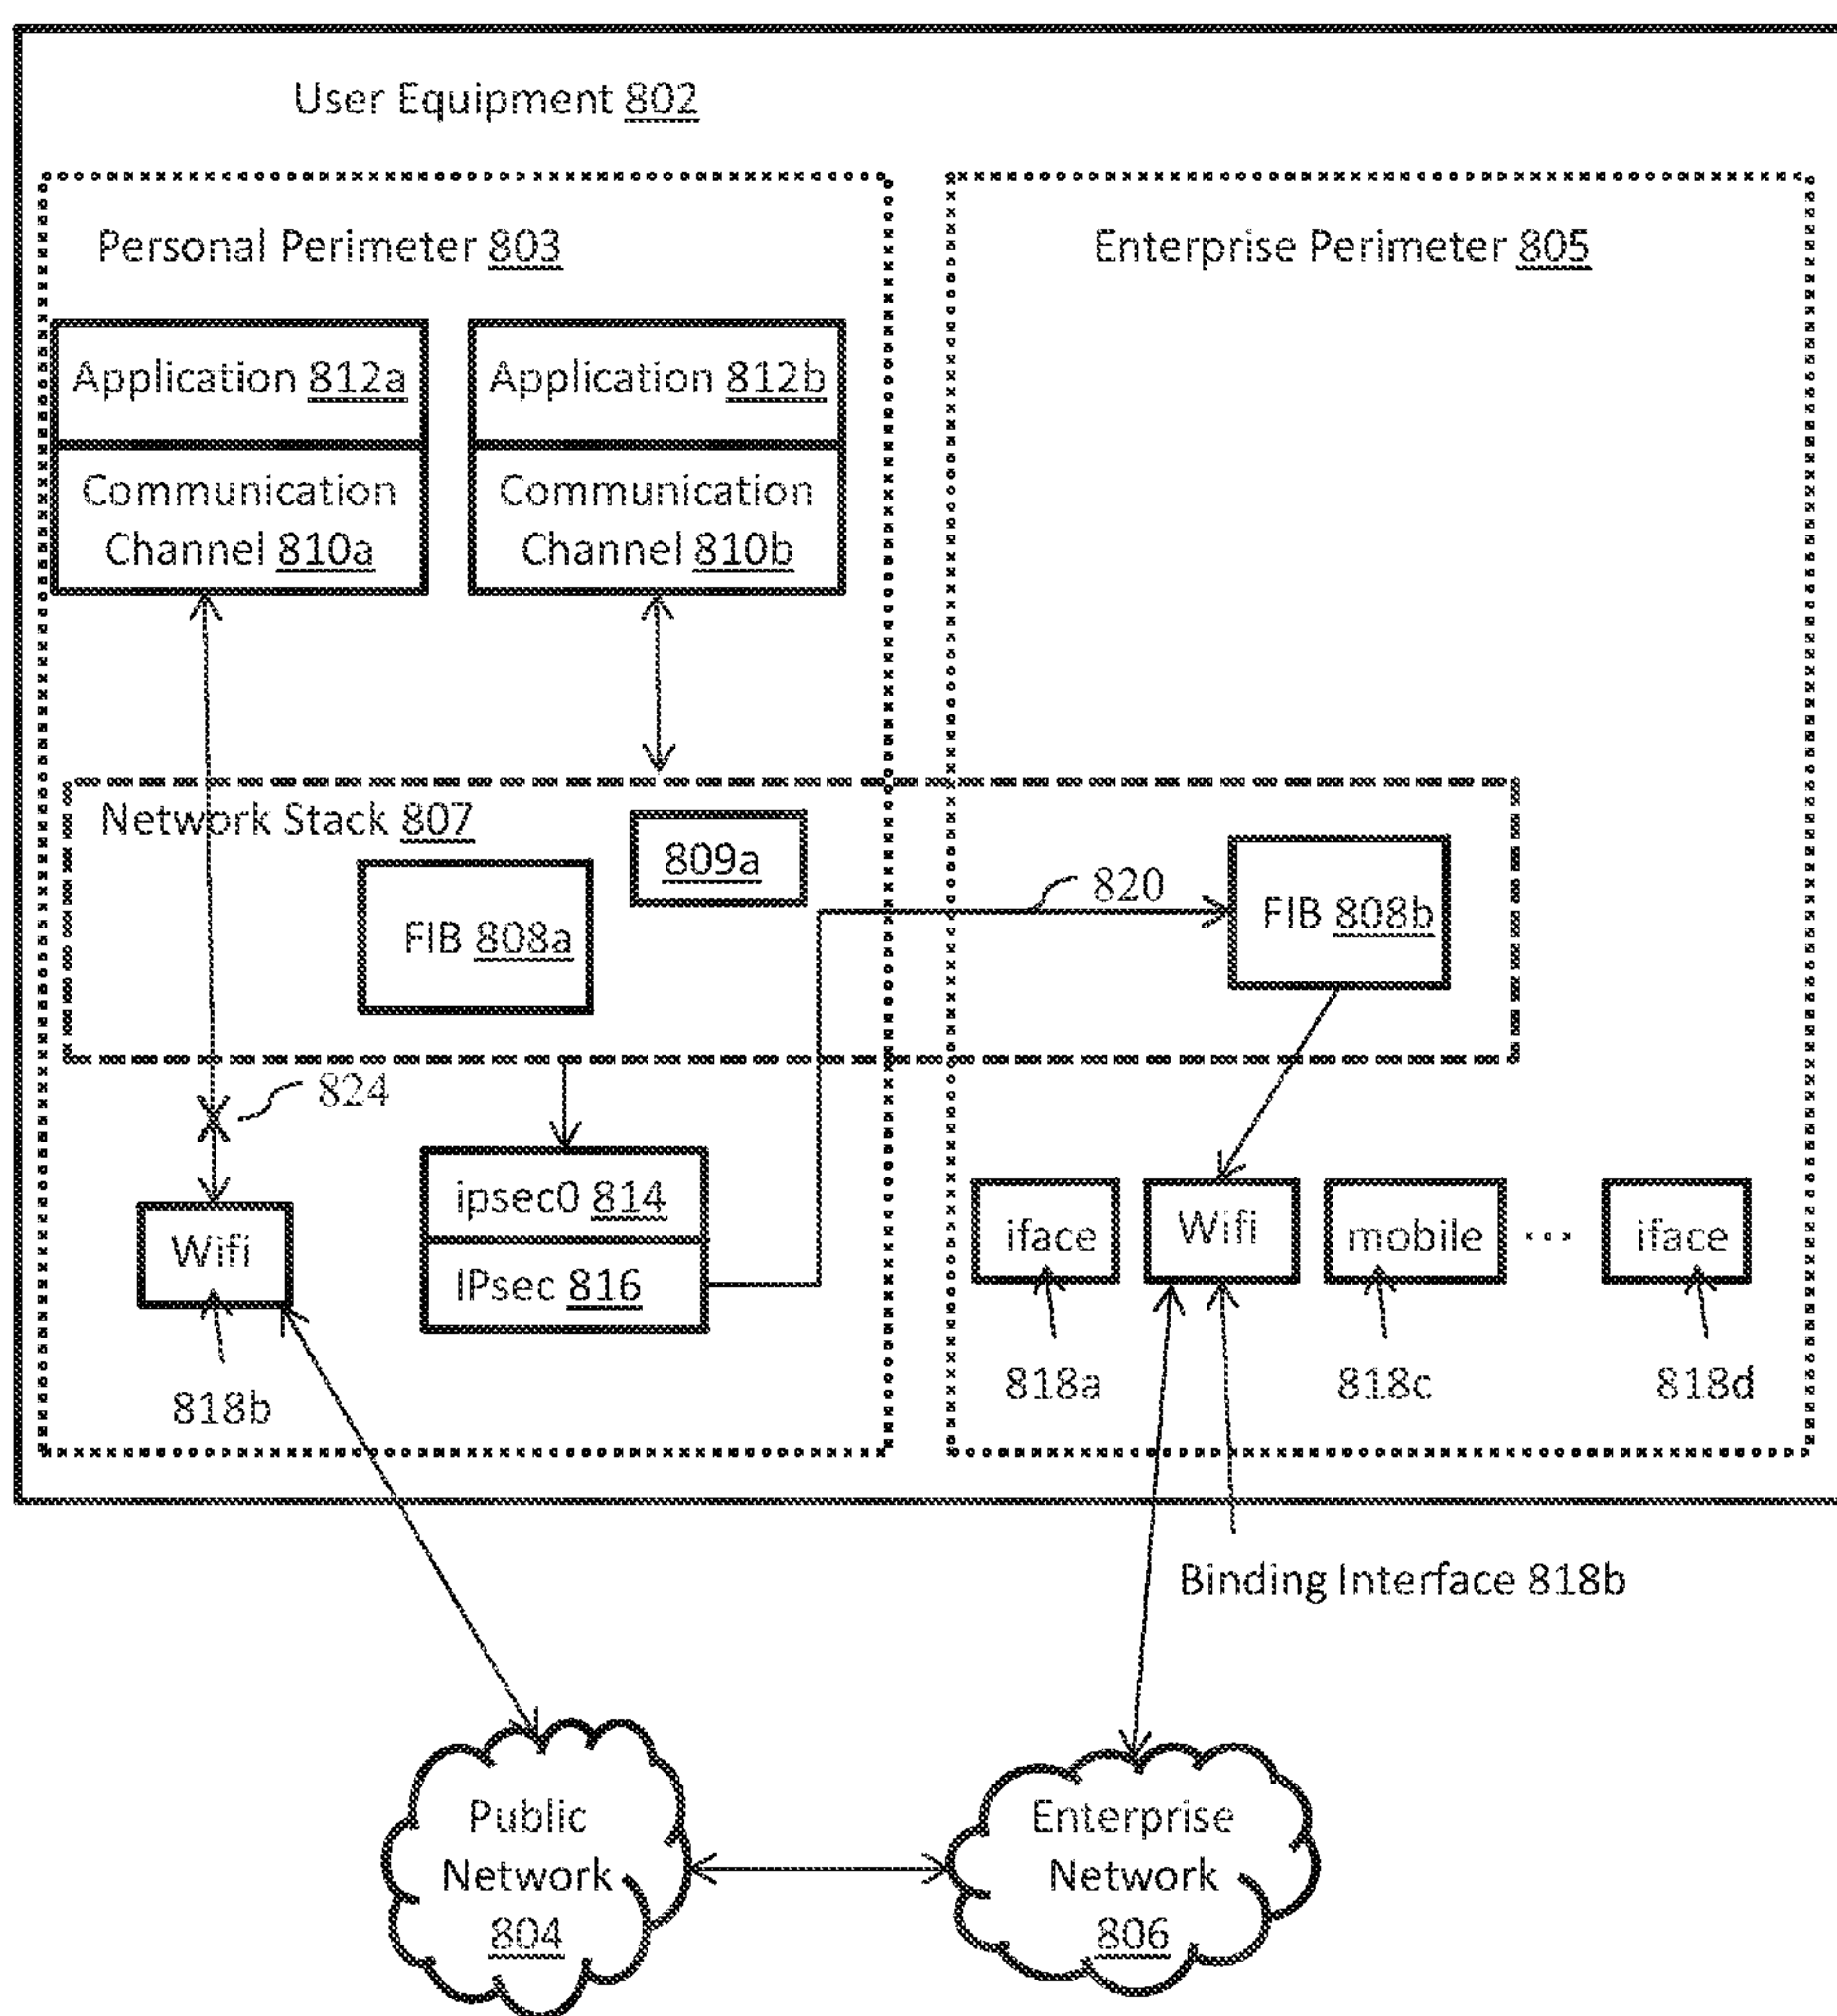 User Equipment 802
Personal Perimeter 803
Enterprise Perimeter 805
Application 812a
Application 812b
Communication
Channel 810a
Communication
Channel 810b
Network Stack 807
809a
820
FIB 808a
FIB 808b
824
ipsec0 814
IPsec 816
Wifi
818b
iface
Wifi
mobile
...
iface
818a
818c
818d
Binding Interface 818b
Public
Network
804
Enterprise
Network
806